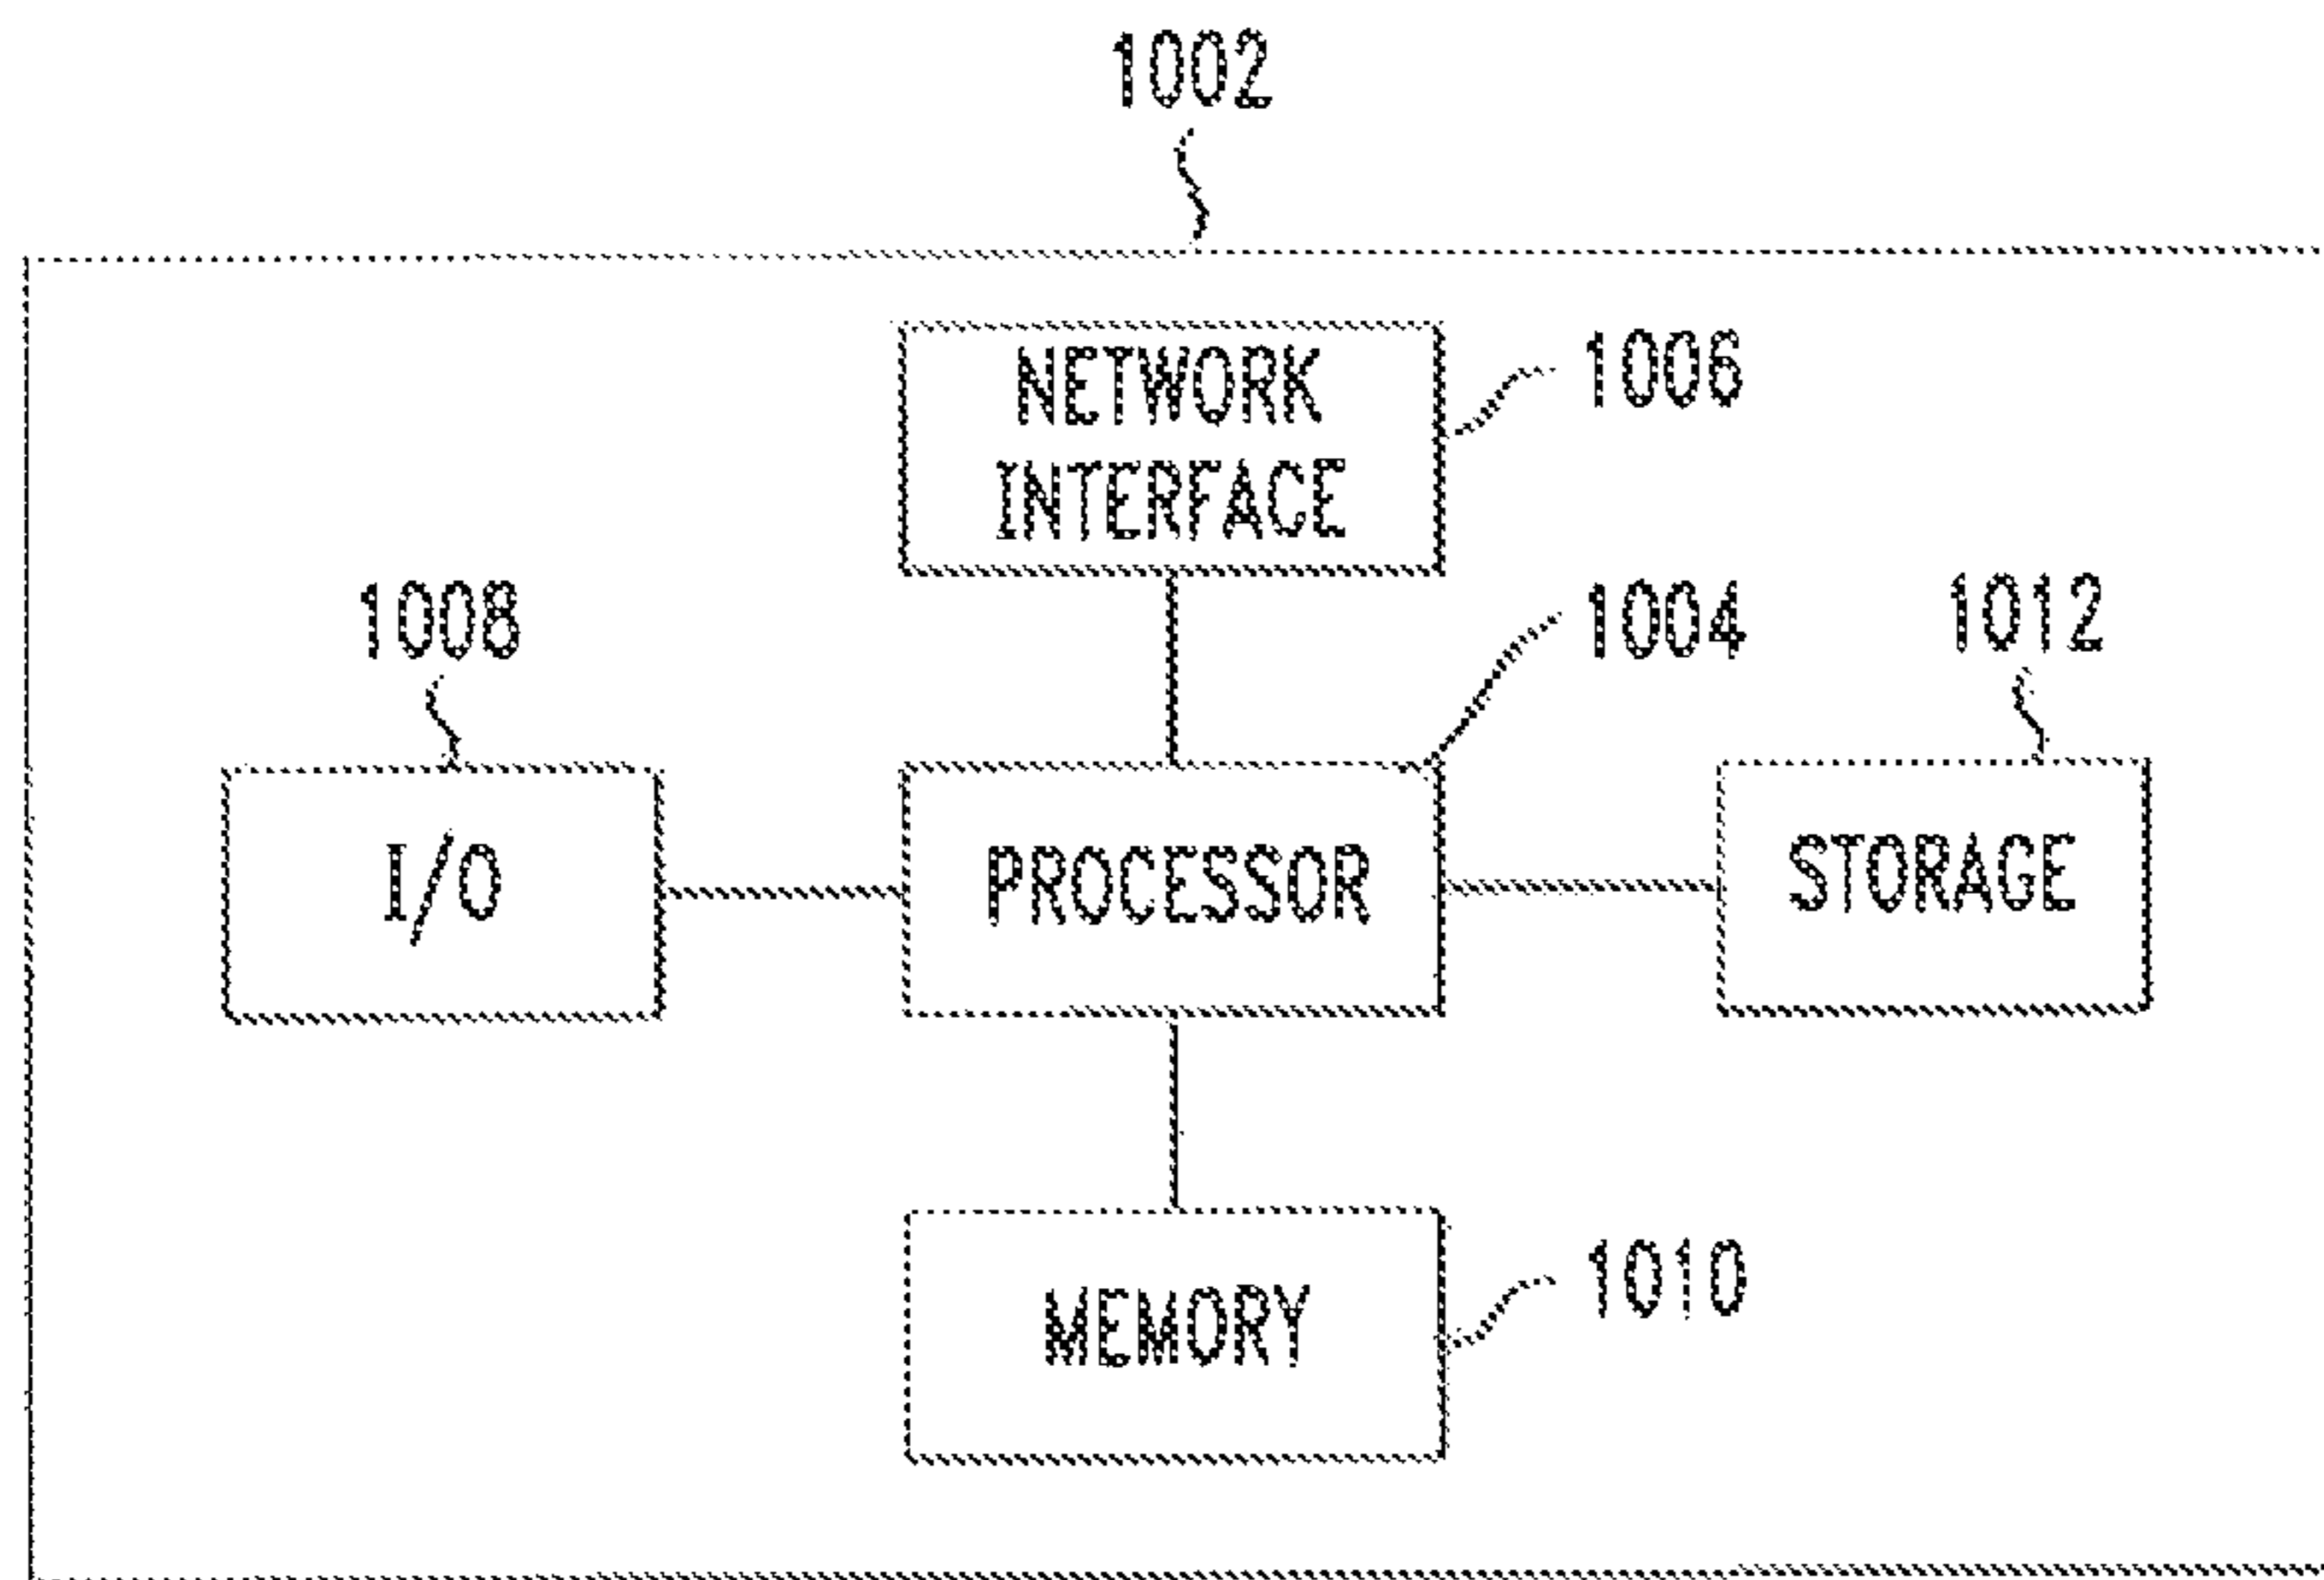 1002
NETWORK
INTERFACE
1006
1008
1004
1012
I/O
PROCESSOR
STORAGE
MEMORY
1010